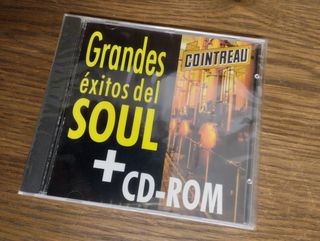 Grandes
éxitos del
SOUL
+ CD-ROM
COINTREAU